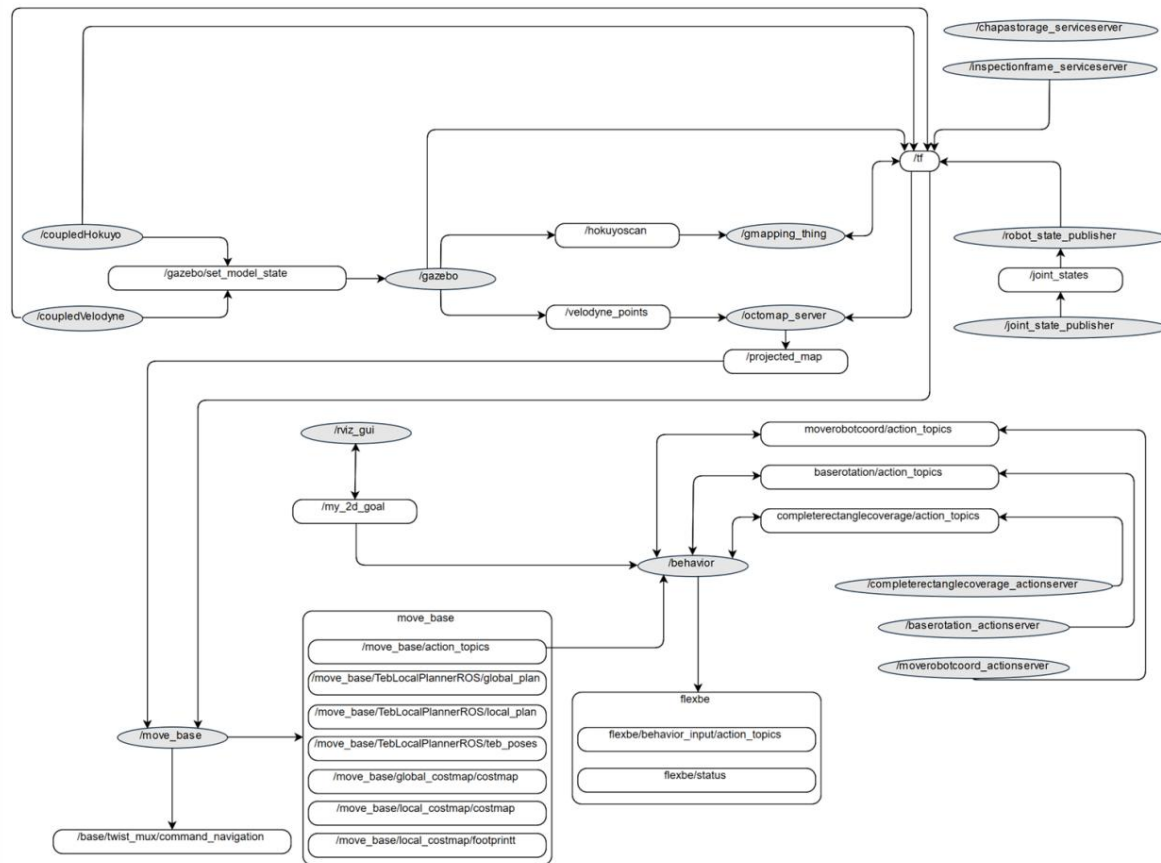 /chapastorage_serviceserver
/inspectionframe_serviceserver
/tf
/coupledHokuyo
/hokuyoscan
/gmapping_thing
/robot_state_publisher
/gazebo/set_model_state
/gazebo
/joint_states
/coupledVelodyne
/velodyne_points
/octomap_server
/joint_state_publisher
/projected_map
/rviz_gui
moverobotcoord/action_topics
baserotation/action_topics
/my_2d_goal
completerectanglecoverage/action_topics
/behavior
/completerectanglecoverage_actionserver
move_base
/baserotation_actionserver
/move_base/action_topics
/moverobotcoord_actionserver
/move_base/TebLocalPlannerROS/global_plan
flexbe
/move_base/TebLocalPlannerROS/local_plan
/move_base
flexbe/behavior_input/action_topics
/move_base/TebLocalPlannerROS/teb_poses
/move_base/global_costmap/costmap
flexbe/status
/move_base/local_costmap/costmap
/base/twist_mux/command_navigation
/move_base/local_costmap/footprintt